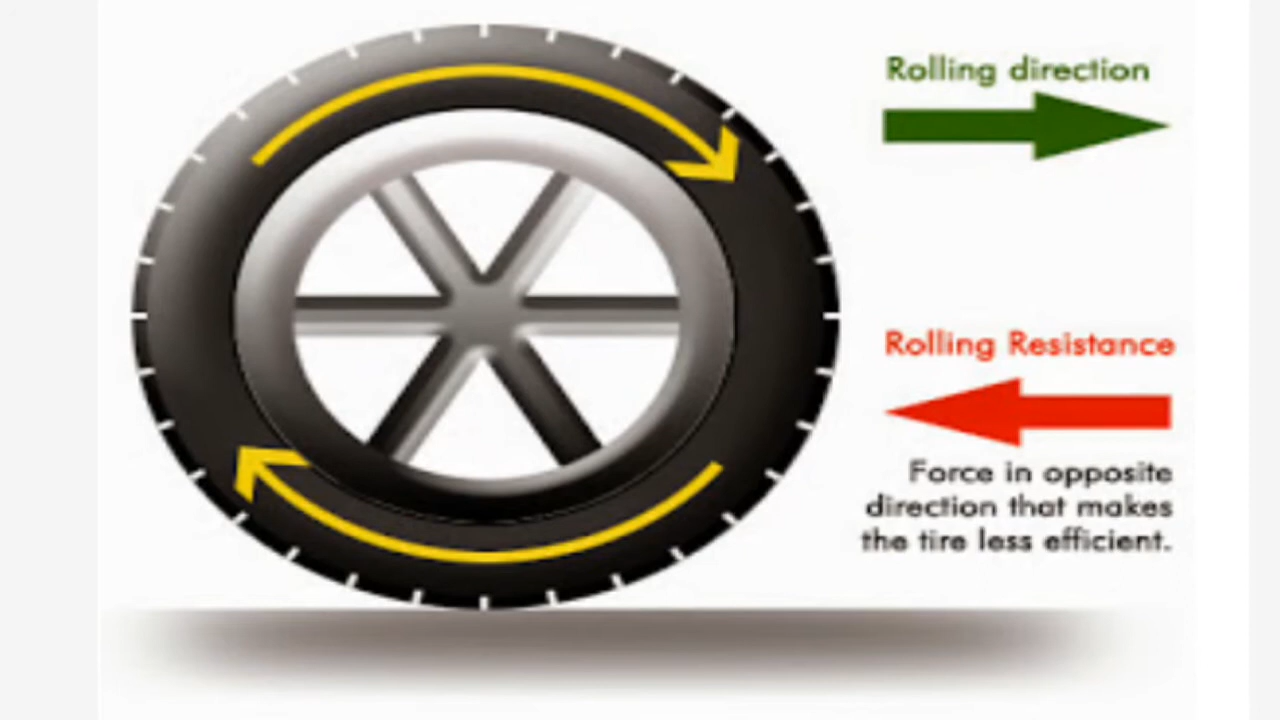 Rolling direction
Rolling Resistance
Force in opposite
direction that makes
the tire less efficient.